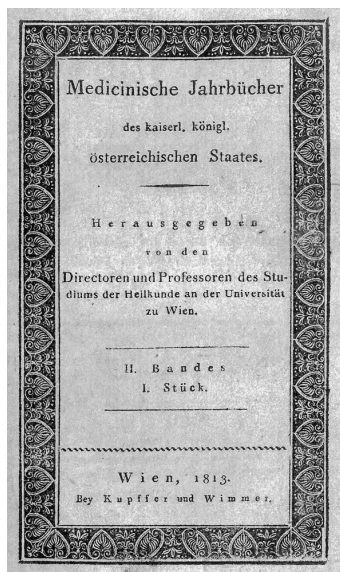 Medicinische Jahrbücher
des kaiserl. königl.
österreichischen Staates.
Herausgegeben
von den
Directoren und Professoren des Stu-
diums der Heilkunde an der Universität
zu Wien.
II. Bandes
I. Stück.
Wien, 1813.
Bey Kupffer und Wimmer.